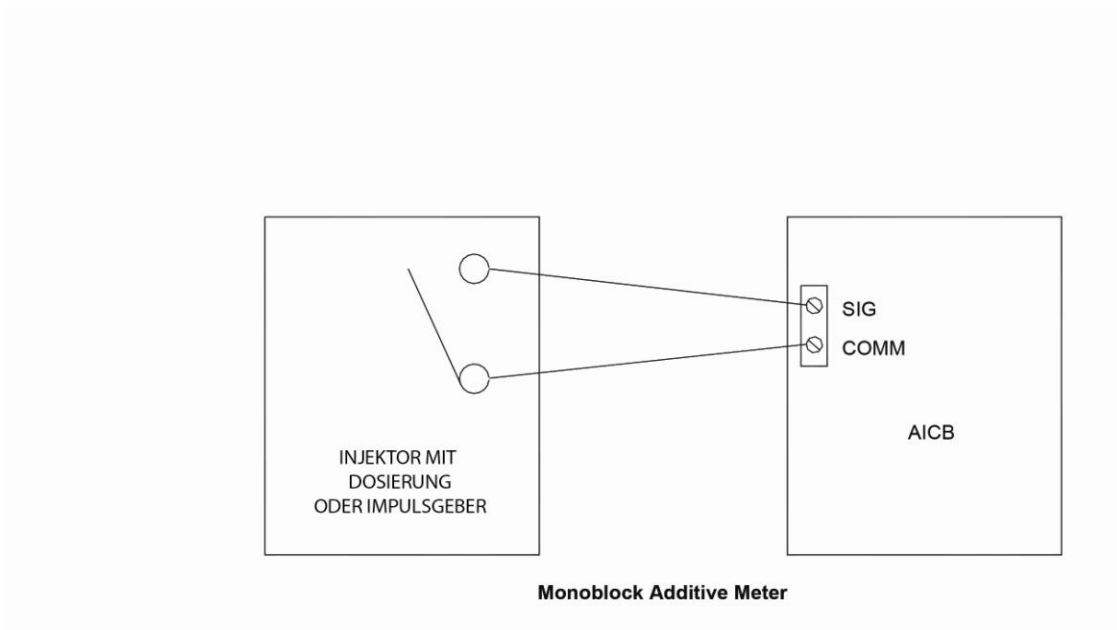 SIG
COMM
AICB
INJEKTOR MIT
DOSIERUNG
ODER IMPULSGEBER
Monoblock Additive Meter